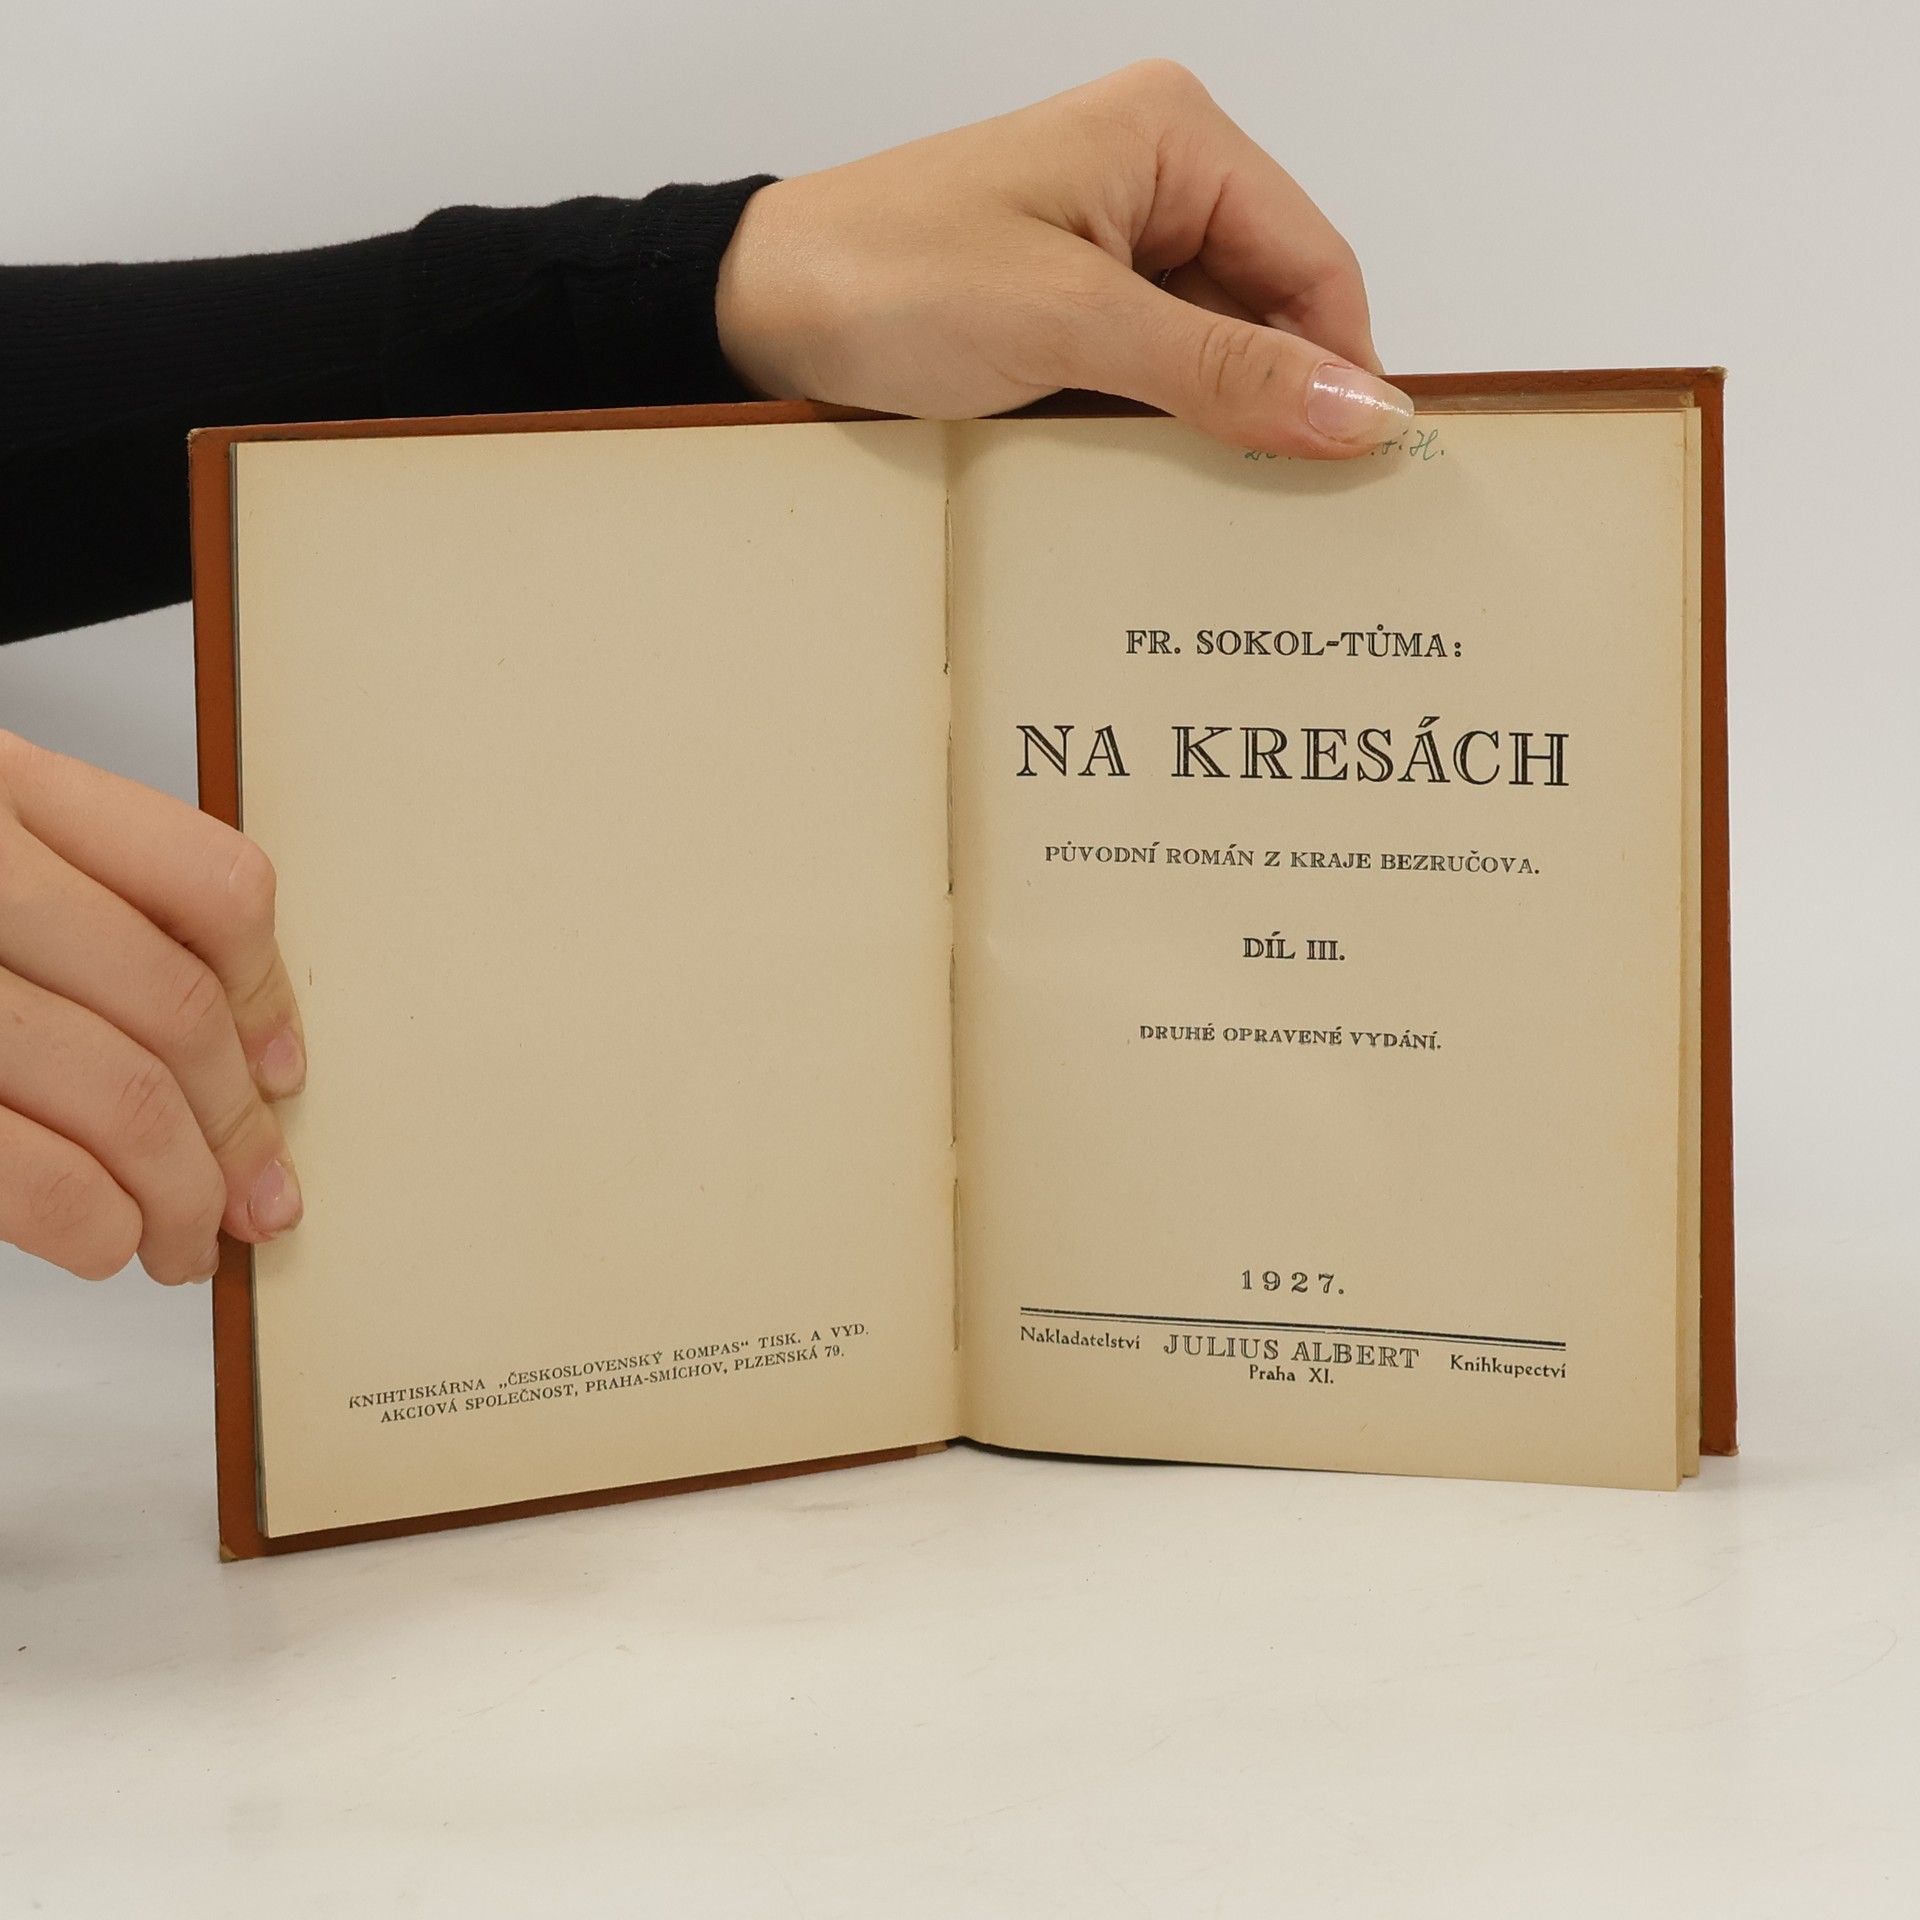 KNIHTISKÁRNA „ČESKOSLOVENSKÝ KOMPAS“ TISK. A VYD.
AKCIOVÁ SPOLEČNOST, PRAHA-SMÍCHOV, PLZEŇSKÁ 79.
FR. SOKOL-TŮMA:
NA KRESÁCH
PŮVODNÍ ROMÁN Z KRAJE BEZRUČOVA.
DÍL III.
DRUHÉ OPRAVENÉ VYDÁNÍ.
1927.
Nakladatelství JULIUS ALBERT Knihkupectví
Praha XI.